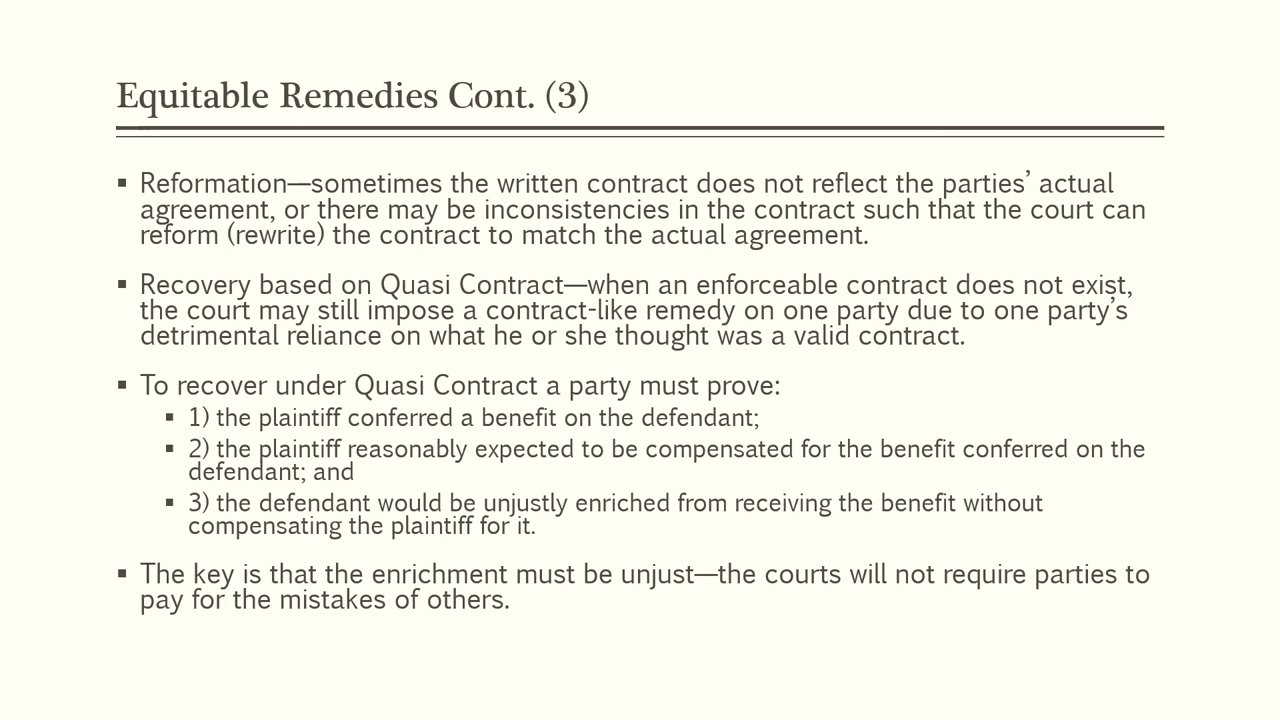 Equitable Remedies Cont. (3)
▪ Reformation—sometimes the written contract does not reflect the parties’ actual
agreement, or there may be inconsistencies in the contract such that the court can
reform (rewrite) the contract to match the actual agreement.
▪ Recovery based on Quasi Contract—when an enforceable contract does not exist,
the court may still impose a contract-like remedy on one party due to one party’s
detrimental reliance on what he or she thought was a valid contract.
▪ To recover under Quasi Contract a party must prove:
▪ 1) the plaintiff conferred a benefit on the defendant;
▪ 2) the plaintiff reasonably expected to be compensated for the benefit conferred on the
defendant; and
▪ 3) the defendant would be unjustly enriched from receiving the benefit without
compensating the plaintiff for it.
▪ The key is that the enrichment must be unjust—the courts will not require parties to
pay for the mistakes of others.